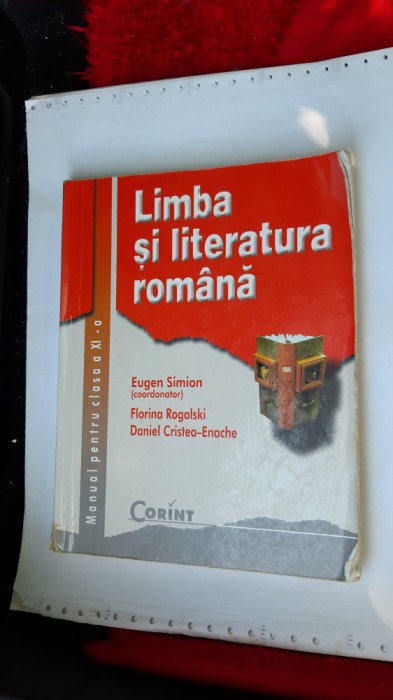 Limba
și literatura
română
Eugen Simion
(coordonator)
Florina Rogalski
Daniel Cristea-Enache
Manual pentru clasa a XI-a
CORINT